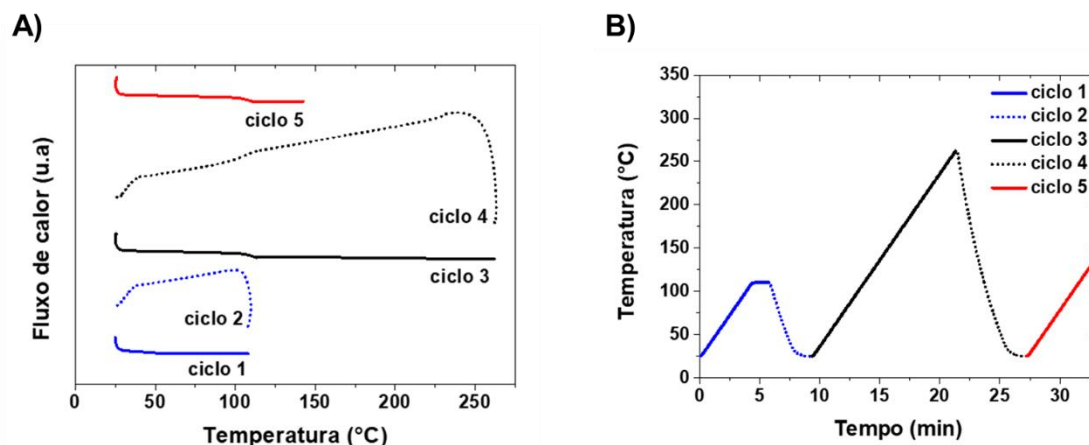 A)
Fluxo de calor (u.a)
ciclo 5
ciclo 4
ciclo 3
ciclo 2
ciclo 1
0 50 100 150 200 250
Temperatura (°C)
B)
Temperatura (°C)
350
300
250
200
150
100
50
0
ciclo 1
ciclo 2
ciclo 3
ciclo 4
ciclo 5
0 5 10 15 20 25 30
Tempo (min)